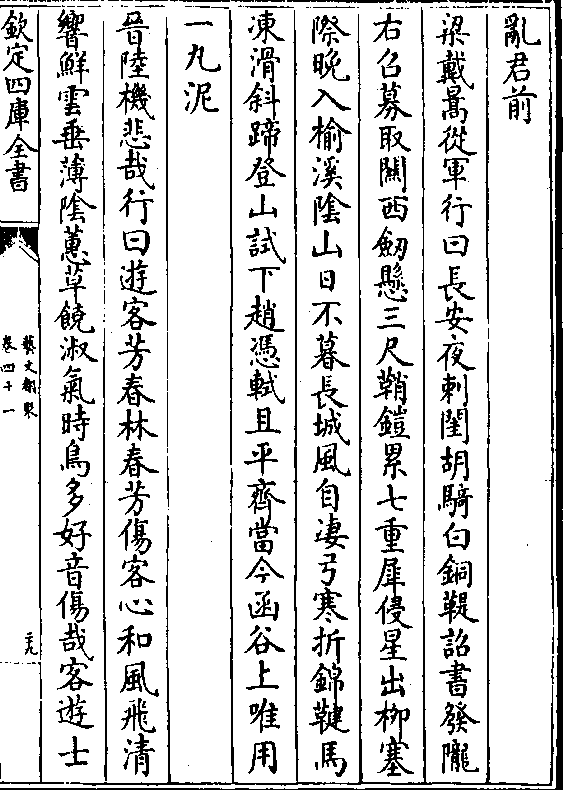 亂君前
梁戴暠從軍行曰長安夜刺閨胡騎白銅鞮詔書發隴
右召募取關西劒懸三尺鞘鎧累七重犀侵星出栁塞
際晚入榆溪陰山日不暮長城風自凄弓寒折錦鞬馬
凍滑斜蹄登山試下趙憑軾且平齊當今函谷上唯用
一丸泥
晉陸機悲哉行曰遊客芳春林春芳傷客心和風飛清
響鮮雲垂薄陰蕙草饒淑氣時鳥多好音傷哉客遊士
欽定四庫全書
藝文類聚
卷四十一
二十九